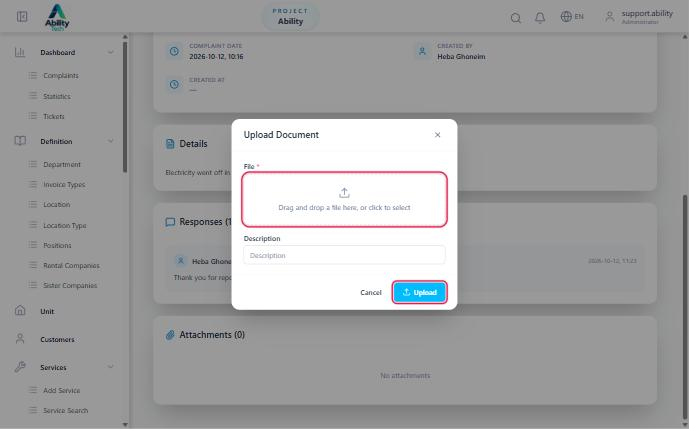 Ability
Tech
PROJECT
Ability
EN
support.ability
Administrator
Dashboard
Complaints
Statistics
Tickets
Definition
Department
Invoice Types
Location
Location Type
Positions
Rental Companies
Sister Companies
Unit
Customers
Services
Add Service
Service Search
COMPLAINT DATE
2026-10-12, 10:16
CREATED BY
Heba Ghoneim
CREATED AT
—
Details
Electricity went off in
Responses (1
Heba Ghone
2026-10-12, 11:23
Thank you for repo
Attachments (0)
No attachments
Upload Document
File *
Drag and drop a file here, or click to select
Description
Description
Cancel
Upload